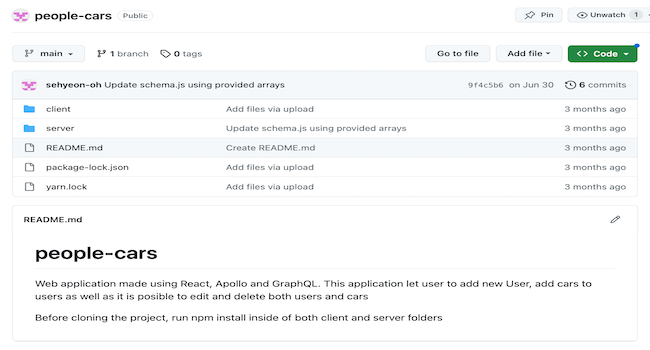 people-cars Public Pin Unwatch 1
main 1 branch 0 tags Go to file Add file Code
sehyeon-oh Update schema.js using provided arrays 9f4c5b6 on Jun 30 6 commits
client Add files via upload 3 months ago
server Update schema.js using provided arrays 3 months ago
README.md Create README.md 3 months ago
package-lock.json Add files via upload 3 months ago
yarn.lock Add files via upload 3 months ago
README.md
people-cars
Web application made using React, Apollo and GraphQL. This application let user to add new User, add cars to
users as well as it is posible to edit and delete both users and cars
Before cloning the project, run npm install inside of both client and server folders